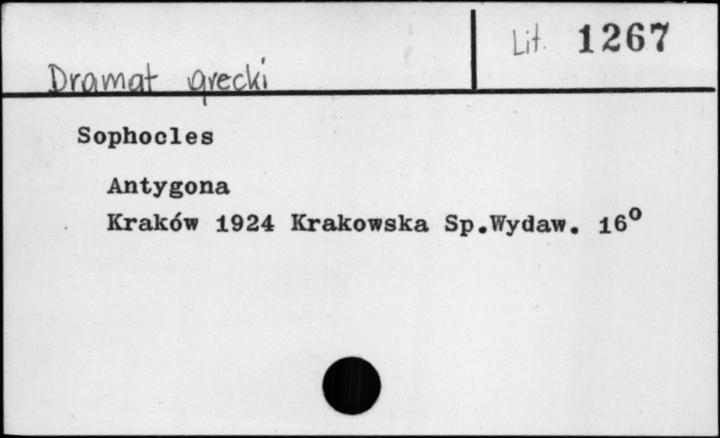 Dramat grecki
Lit. 1267
Sophocles
Antygona
Kraków 1924 Krakowska Sp.Wydaw. 16°